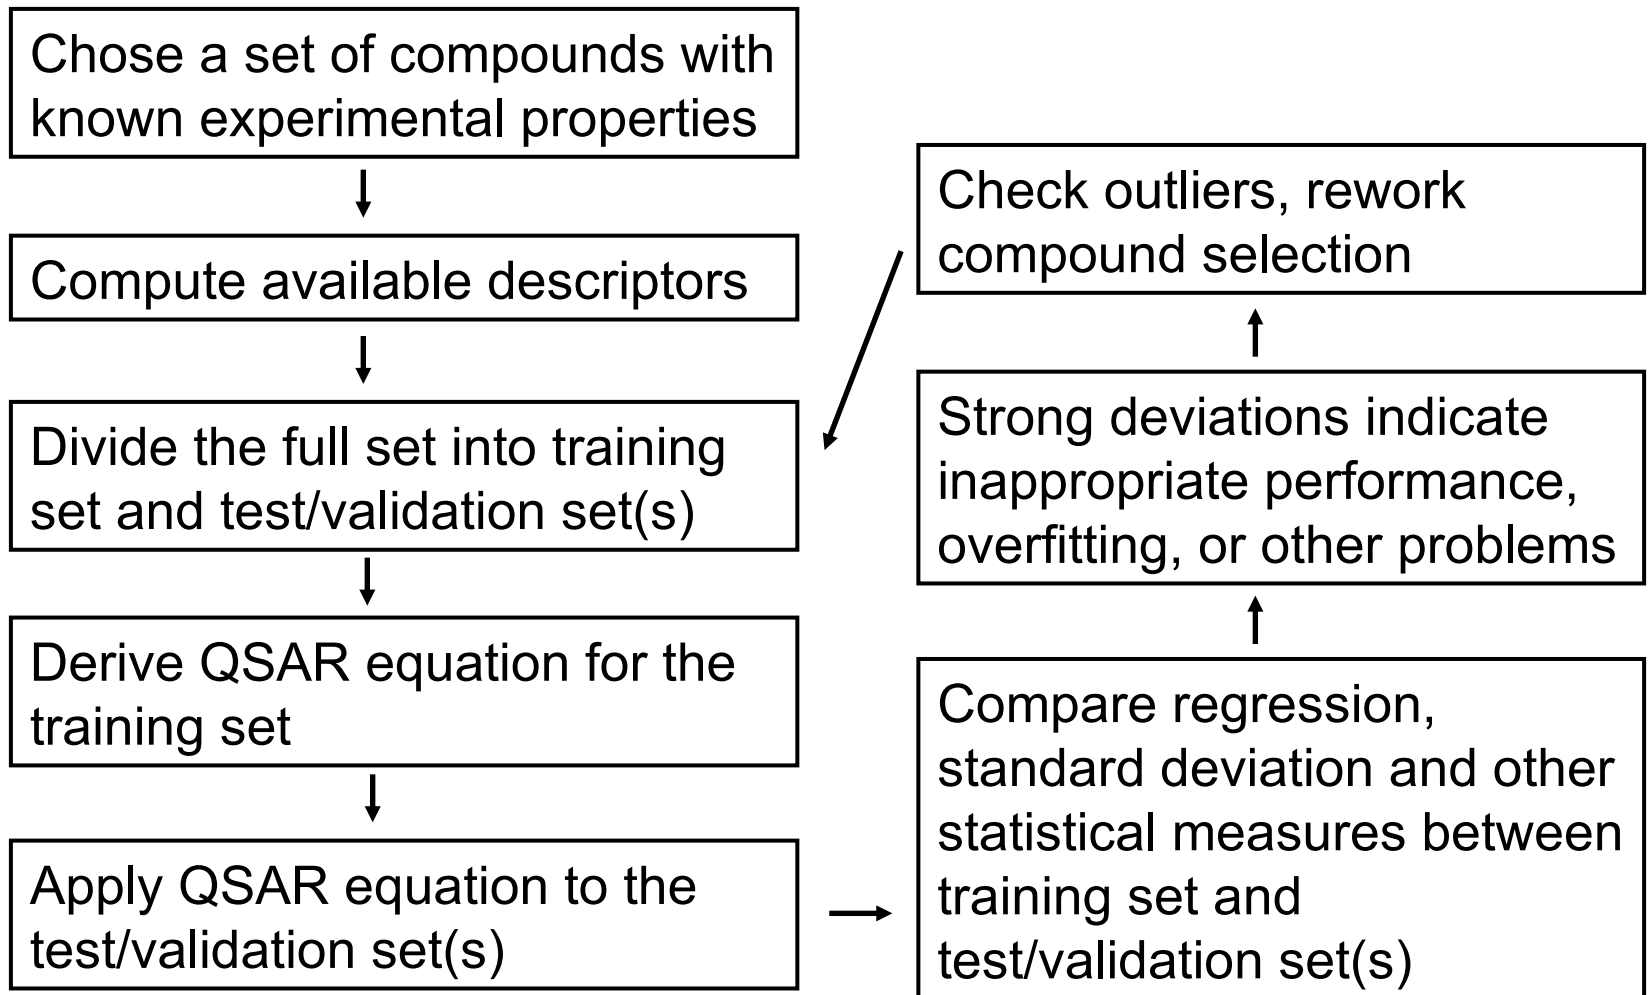 Chose a set of compounds with
known experimental properties
Compute available descriptors
Divide the full set into training
set and test/validation set(s)
Derive QSAR equation for the
training set
Apply QSAR equation to the
test/validation set(s)
Compare regression,
standard deviation and other
statistical measures between
training set and
test/validation set(s)
Strong deviations indicate
inappropriate performance,
overfitting, or other problems
Check outliers, rework
compound selection